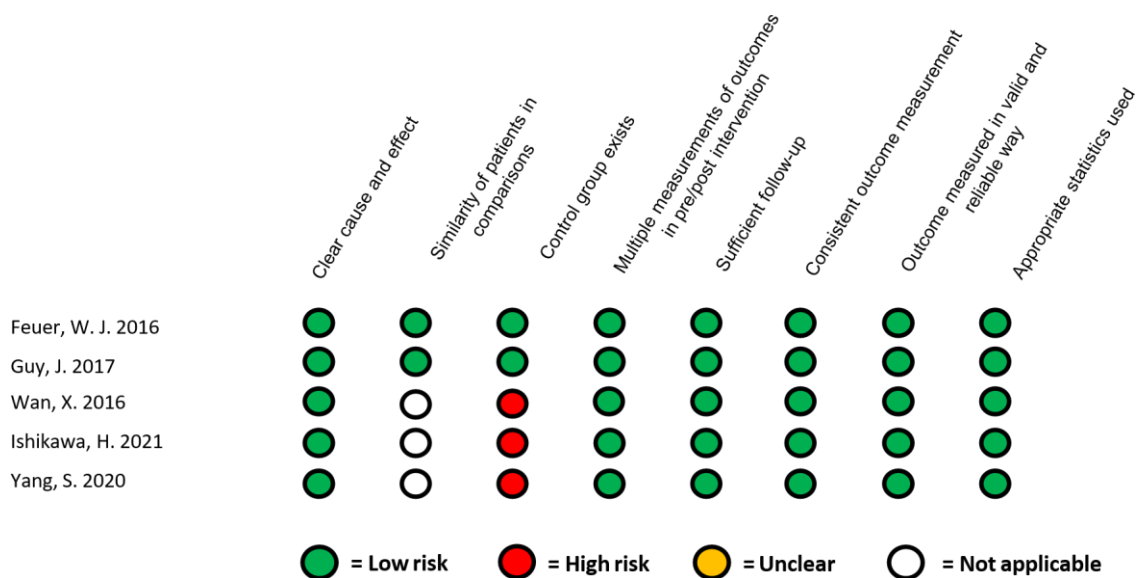 Clear cause and effect
Similarity of patients in
comparisons
Control group exists
Multiple measurements of outcomes
in pre/post intervention
Sufficient follow-up
Consistent outcome measurement
Outcome measured in valid and
reliable way
Appropriate statistics used
Feuer, W. J. 2016
Guy, J. 2017
Wan, X. 2016
Ishikawa, H. 2021
Yang, S. 2020
= Low risk = High risk = Unclear = Not applicable